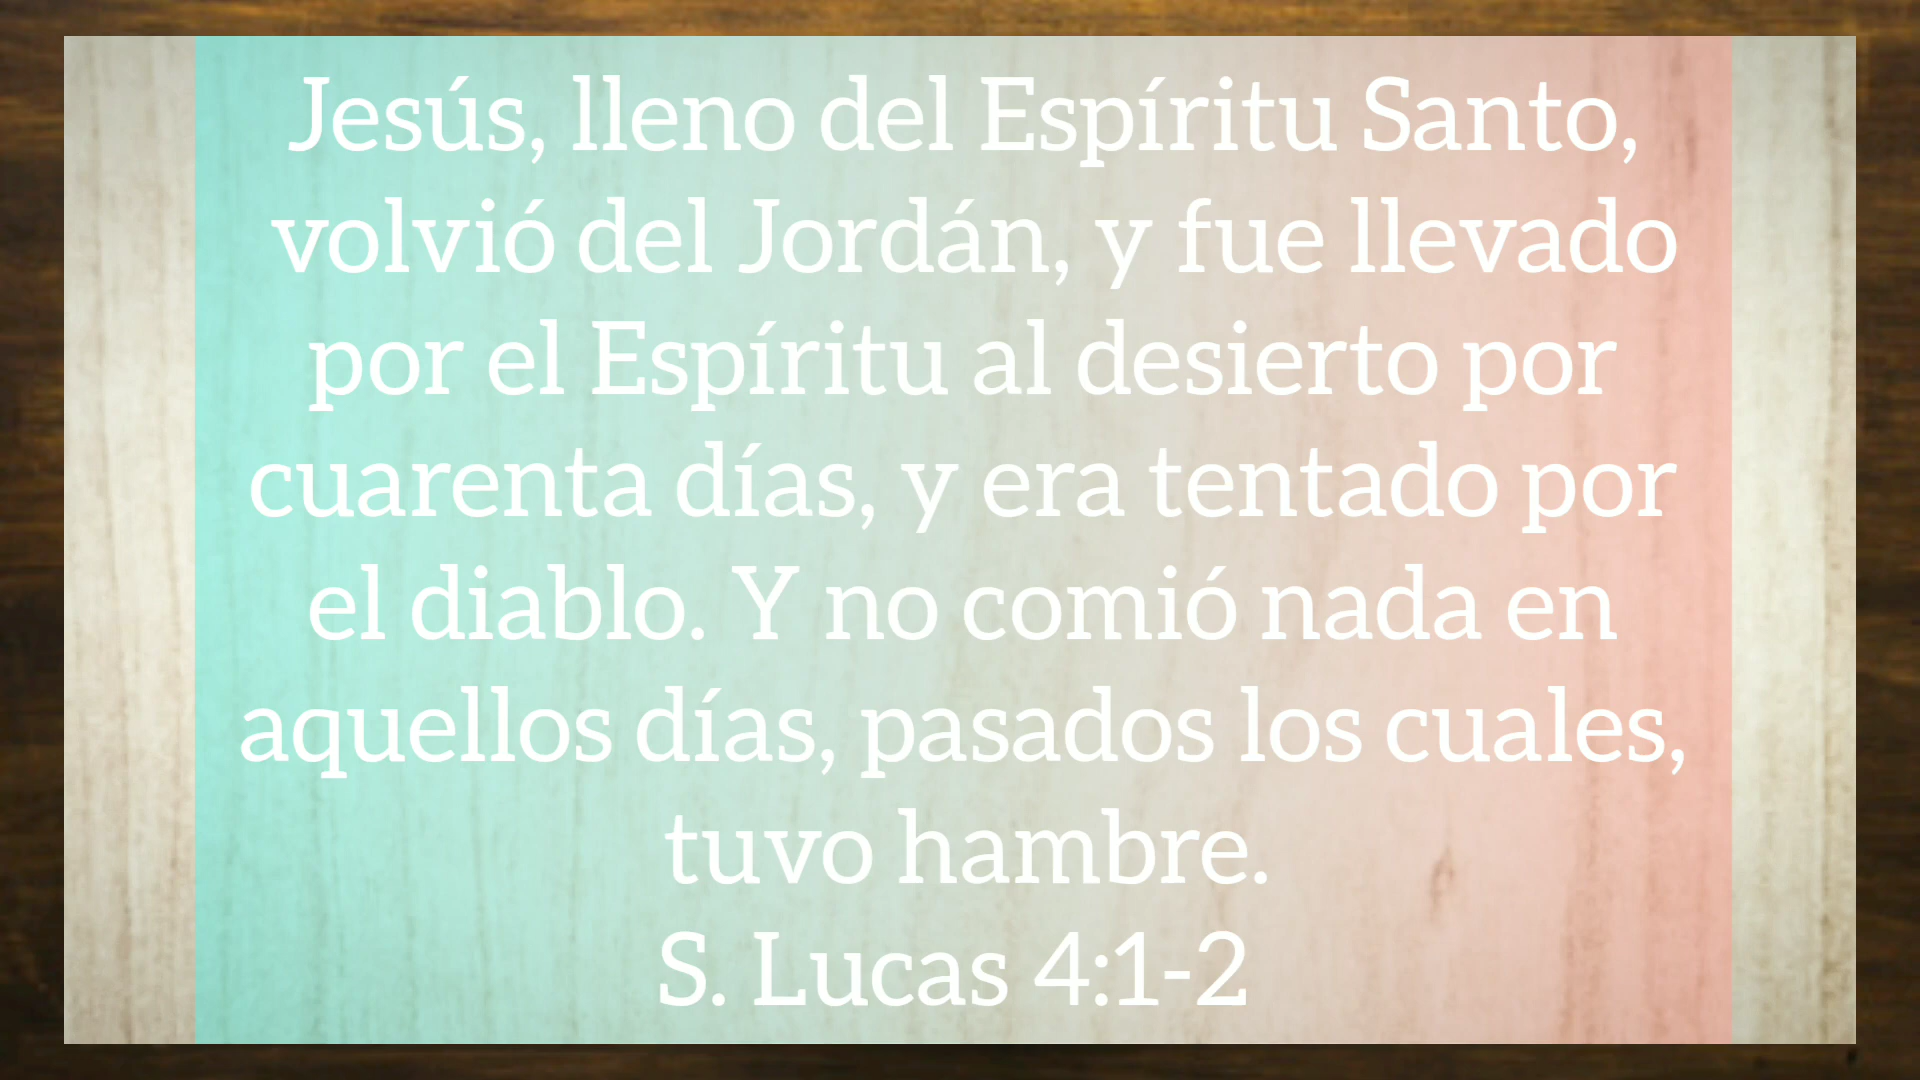 Jesús, lleno del Espíritu Santo,
volvió del Jordán, y fue llevado
por el Espíritu al desierto por
cuarenta días, y era tentado por
el diablo. Y no comió nada en
aquellos días, pasados los cuales,
tuvo hambre.
S. Lucas 4:1-2